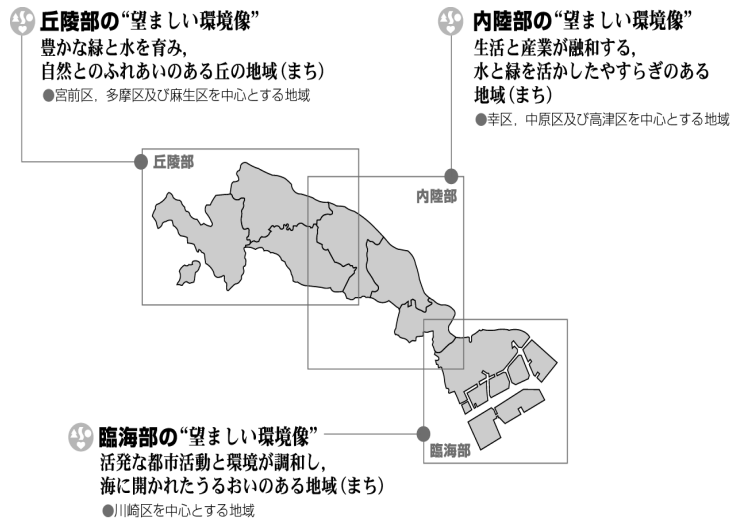 丘陵部の“望ましい環境像”
豊かな緑と水を育み，
自然とのふれあいのある丘の地域（まち）
●宮前区，多摩区及び麻生区を中心とする地域
内陸部の“望ましい環境像”
生活と産業が融和する，
水と緑を活かしたやすらぎのある
地域（まち）
●幸区，中原区及び高津区を中心とする地域
丘陵部
内陸部
臨海部の“望ましい環境像”
活発な都市活動と環境が調和し，
海に開かれたうるおいのある地域（まち）
●川崎区を中心とする地域
臨海部